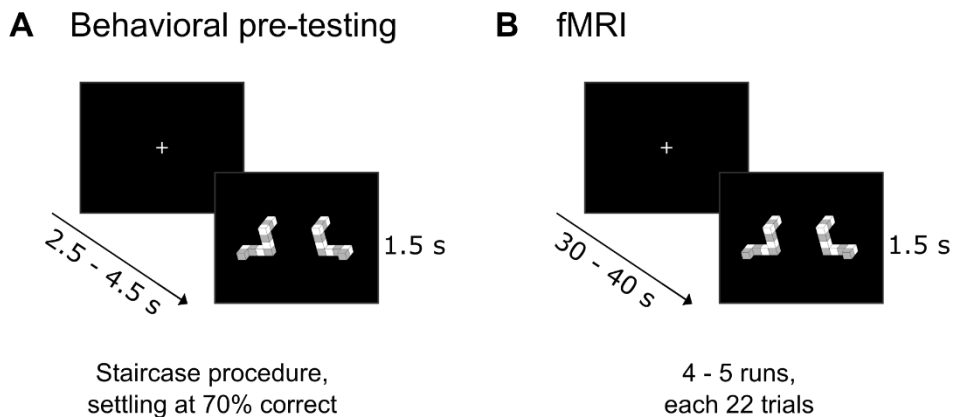 A Behavioral pre-testing
2.5 - 4.5 s
1.5 s
Staircase procedure,
settling at 70% correct
B fMRI
30 - 40 s
1.5 s
4 - 5 runs,
each 22 trials